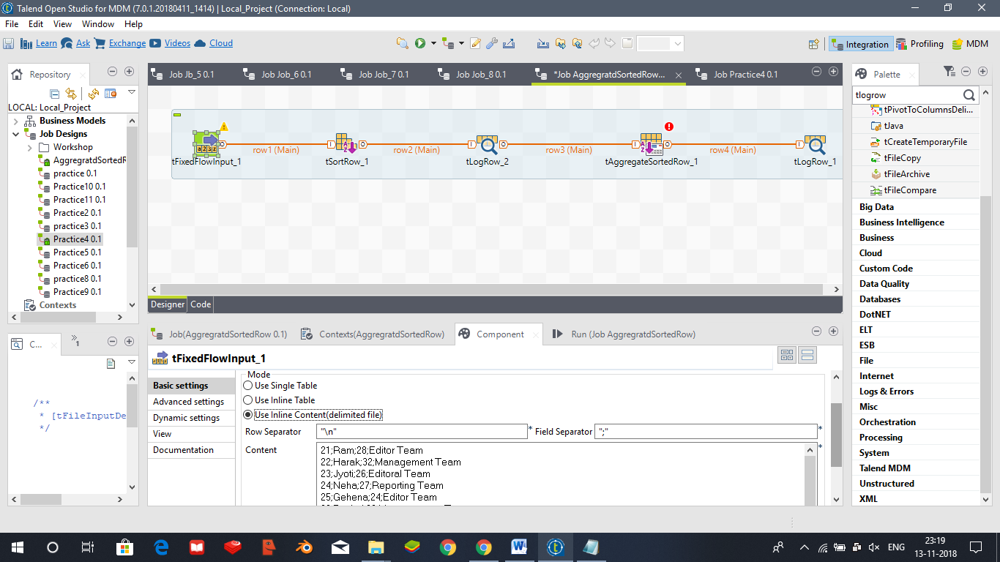 Talend Open Studio for MDM (7.0.1.20180411_1414) | Local_Project (Connection: Local)
File Edit View Window Help
Learn Ask Exchange Videos Cloud
Integration Profiling MDM
Repository
LOCAL: Local_Project
Business Models
Job Designs
Workshop
AggregratdSortedR
practice 0.1
Practice10 0.1
Practice11 0.1
Practice2 0.1
practice3 0.1
Practice4 0.1
Practice5 0.1
Practice6 0.1
practice8 0.1
Practice9 0.1
Contexts
Job Jb_5 0.1 Job Job_6 0.1 Job Job_7 0.1 Job Job_8 0.1 *Job AggregratdSortedRow... Job Practice4 0.1
row1 (Main) row2 (Main) row3 (Main) row4 (Main)
tFixedFlowInput_1 tSortRow_1 tLogRow_2 tAggregateSortedRow_1 tLogRow_1
Designer Code
Palette
tlogrow
tPivotToColumnsDeli...
tJava
tCreateTemporaryFile
tFileCopy
tFileArchive
tFileCompare
Big Data
Business Intelligence
Business
Cloud
Custom Code
Data Quality
Databases
DotNET
ELT
ESB
File
Internet
Logs & Errors
Misc
Orchestration
Processing
System
Talend MDM
Unstructured
XML
C...
1
/**
* [tFileInputDe
*/
Job(AggregratdSortedRow 0.1) Contexts(AggregratdSortedRow) Component Run (Job AggregratdSortedRow)
tFixedFlowInput_1
Basic settings
Advanced settings
Dynamic settings
View
Documentation
Mode
Use Single Table
Use Inline Table
Use Inline Content(delimited file)
Row Separator "\n" * Field Separator ";" *
Content
21;Ram;28;Editor Team
22;Harak;32;Management Team
23;Jyoti;26;Editoral Team
24;Neha;27;Reporting Team
25;Gehena;24;Editor Team
*
ENG
23:19
13-11-2018